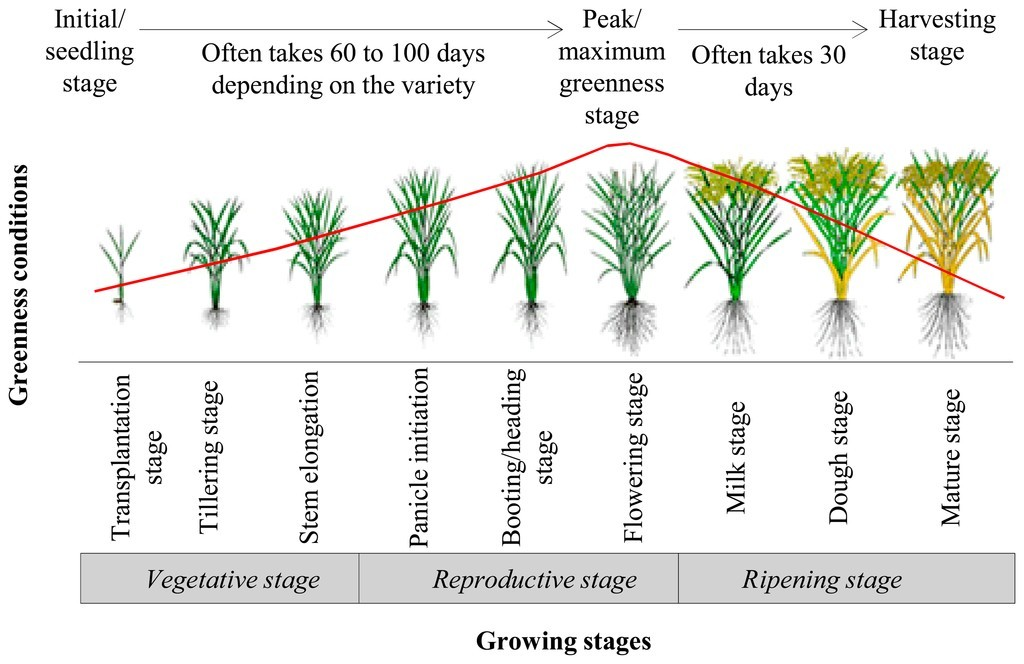 Initial/
seedling
stage
Often takes 60 to 100 days
depending on the variety
Peak/
maximum
greenness
stage
Often takes 30
days
Harvesting
stage
Greenness conditions
Transplantation
stage
Tillering stage
Stem elongation
Panicle initiation
Booting/heading
stage
Flowering stage
Milk stage
Dough stage
Mature stage
Vegetative stage
Reproductive stage
Ripening stage
Growing stages